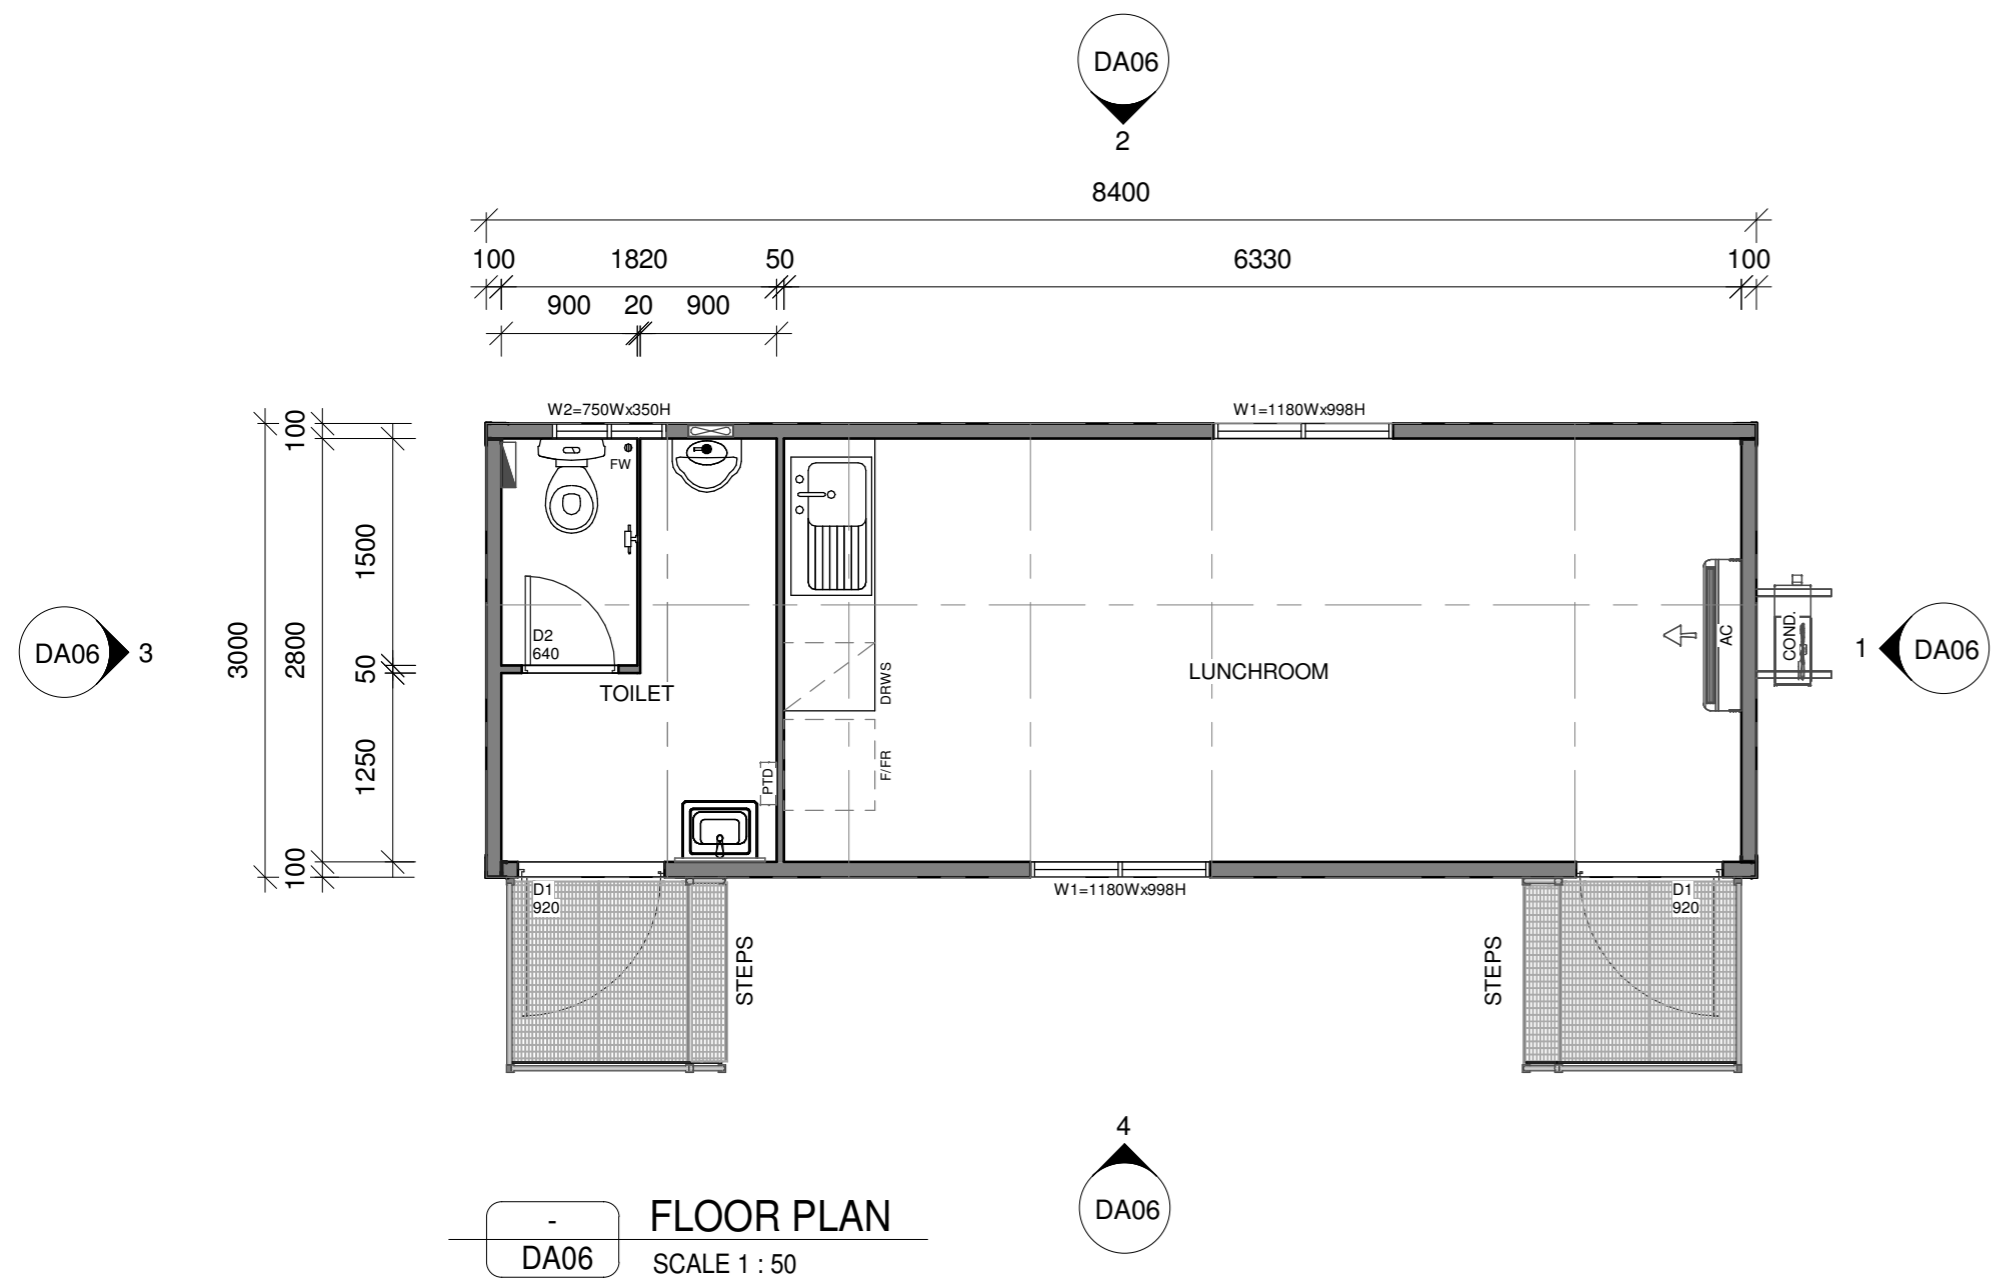 DA06
2
8400
100 1820 50 6330 100
900 20 900
W2=750Wx350H
W1=1180Wx998H
100
FW
1500
3000
2800
50
1250
100
DA06 3
D2
640
TOILET
DRWS
F/FR
PTD
LUNCHROOM
AC
COND.
1 DA06
D1
920
W1=1180Wx998H
D1
920
STEPS
STEPS
4
DA06
-
DA06
FLOOR PLAN
SCALE 1 : 50